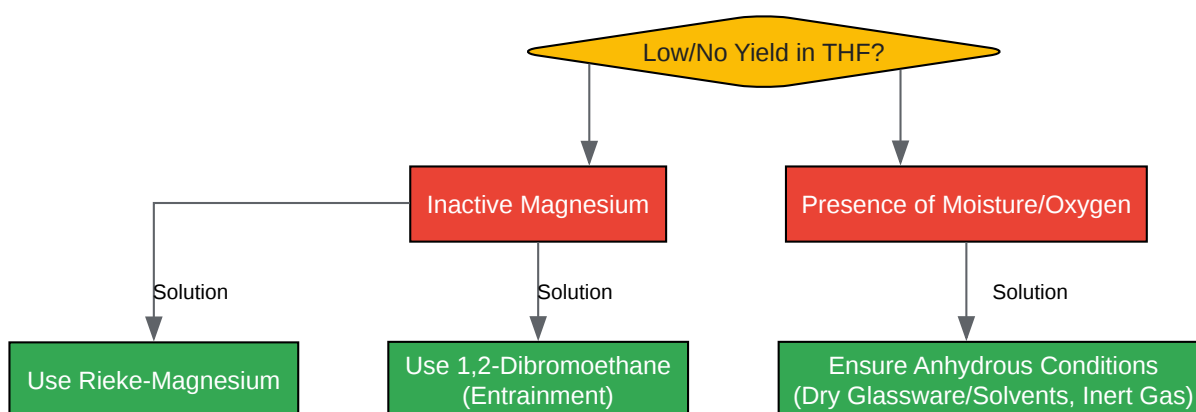 Low/No Yield in THF?
Inactive Magnesium
Presence of Moisture/Oxygen
Solution
Solution
Solution
Use Rieke-Magnesium
Use 1,2-Dibromoethane
(Entrainment)
Ensure Anhydrous Conditions
(Dry Glassware/Solvents, Inert Gas)